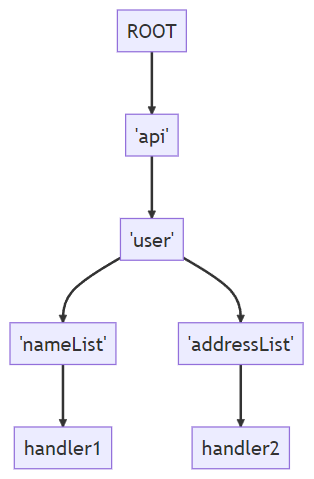 ROOT
'api'
'user'
'nameList'
'addressList'
handler1
handler2